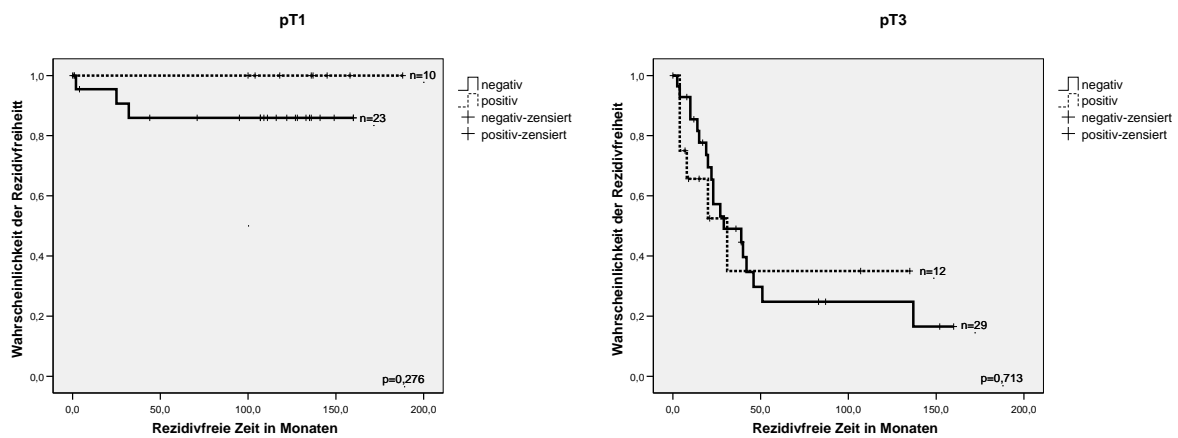 pT1
Wahrscheinlichkeit der Rezidivfreiheitt
1,0
0,8
0,6
0,4
0,2
0,0
n=10
n=23
p=0,276
0,0 50,0 100,0 150,0 200,0
Rezidivfreie Zeit in Monaten
negativ
positiv
negativ-zensiert
positiv-zensiert
pT3
Wahrscheinlichkeit der Rezidivfreiheit
1,0
0,8
0,6
0,4
0,2
0,0
n=12
n=29
p=0,713
0,0 50,0 100,0 150,0 200,0
Rezidivfreie Zeit in Monaten
negativ
positiv
negativ-zensiert
positiv-zensiert